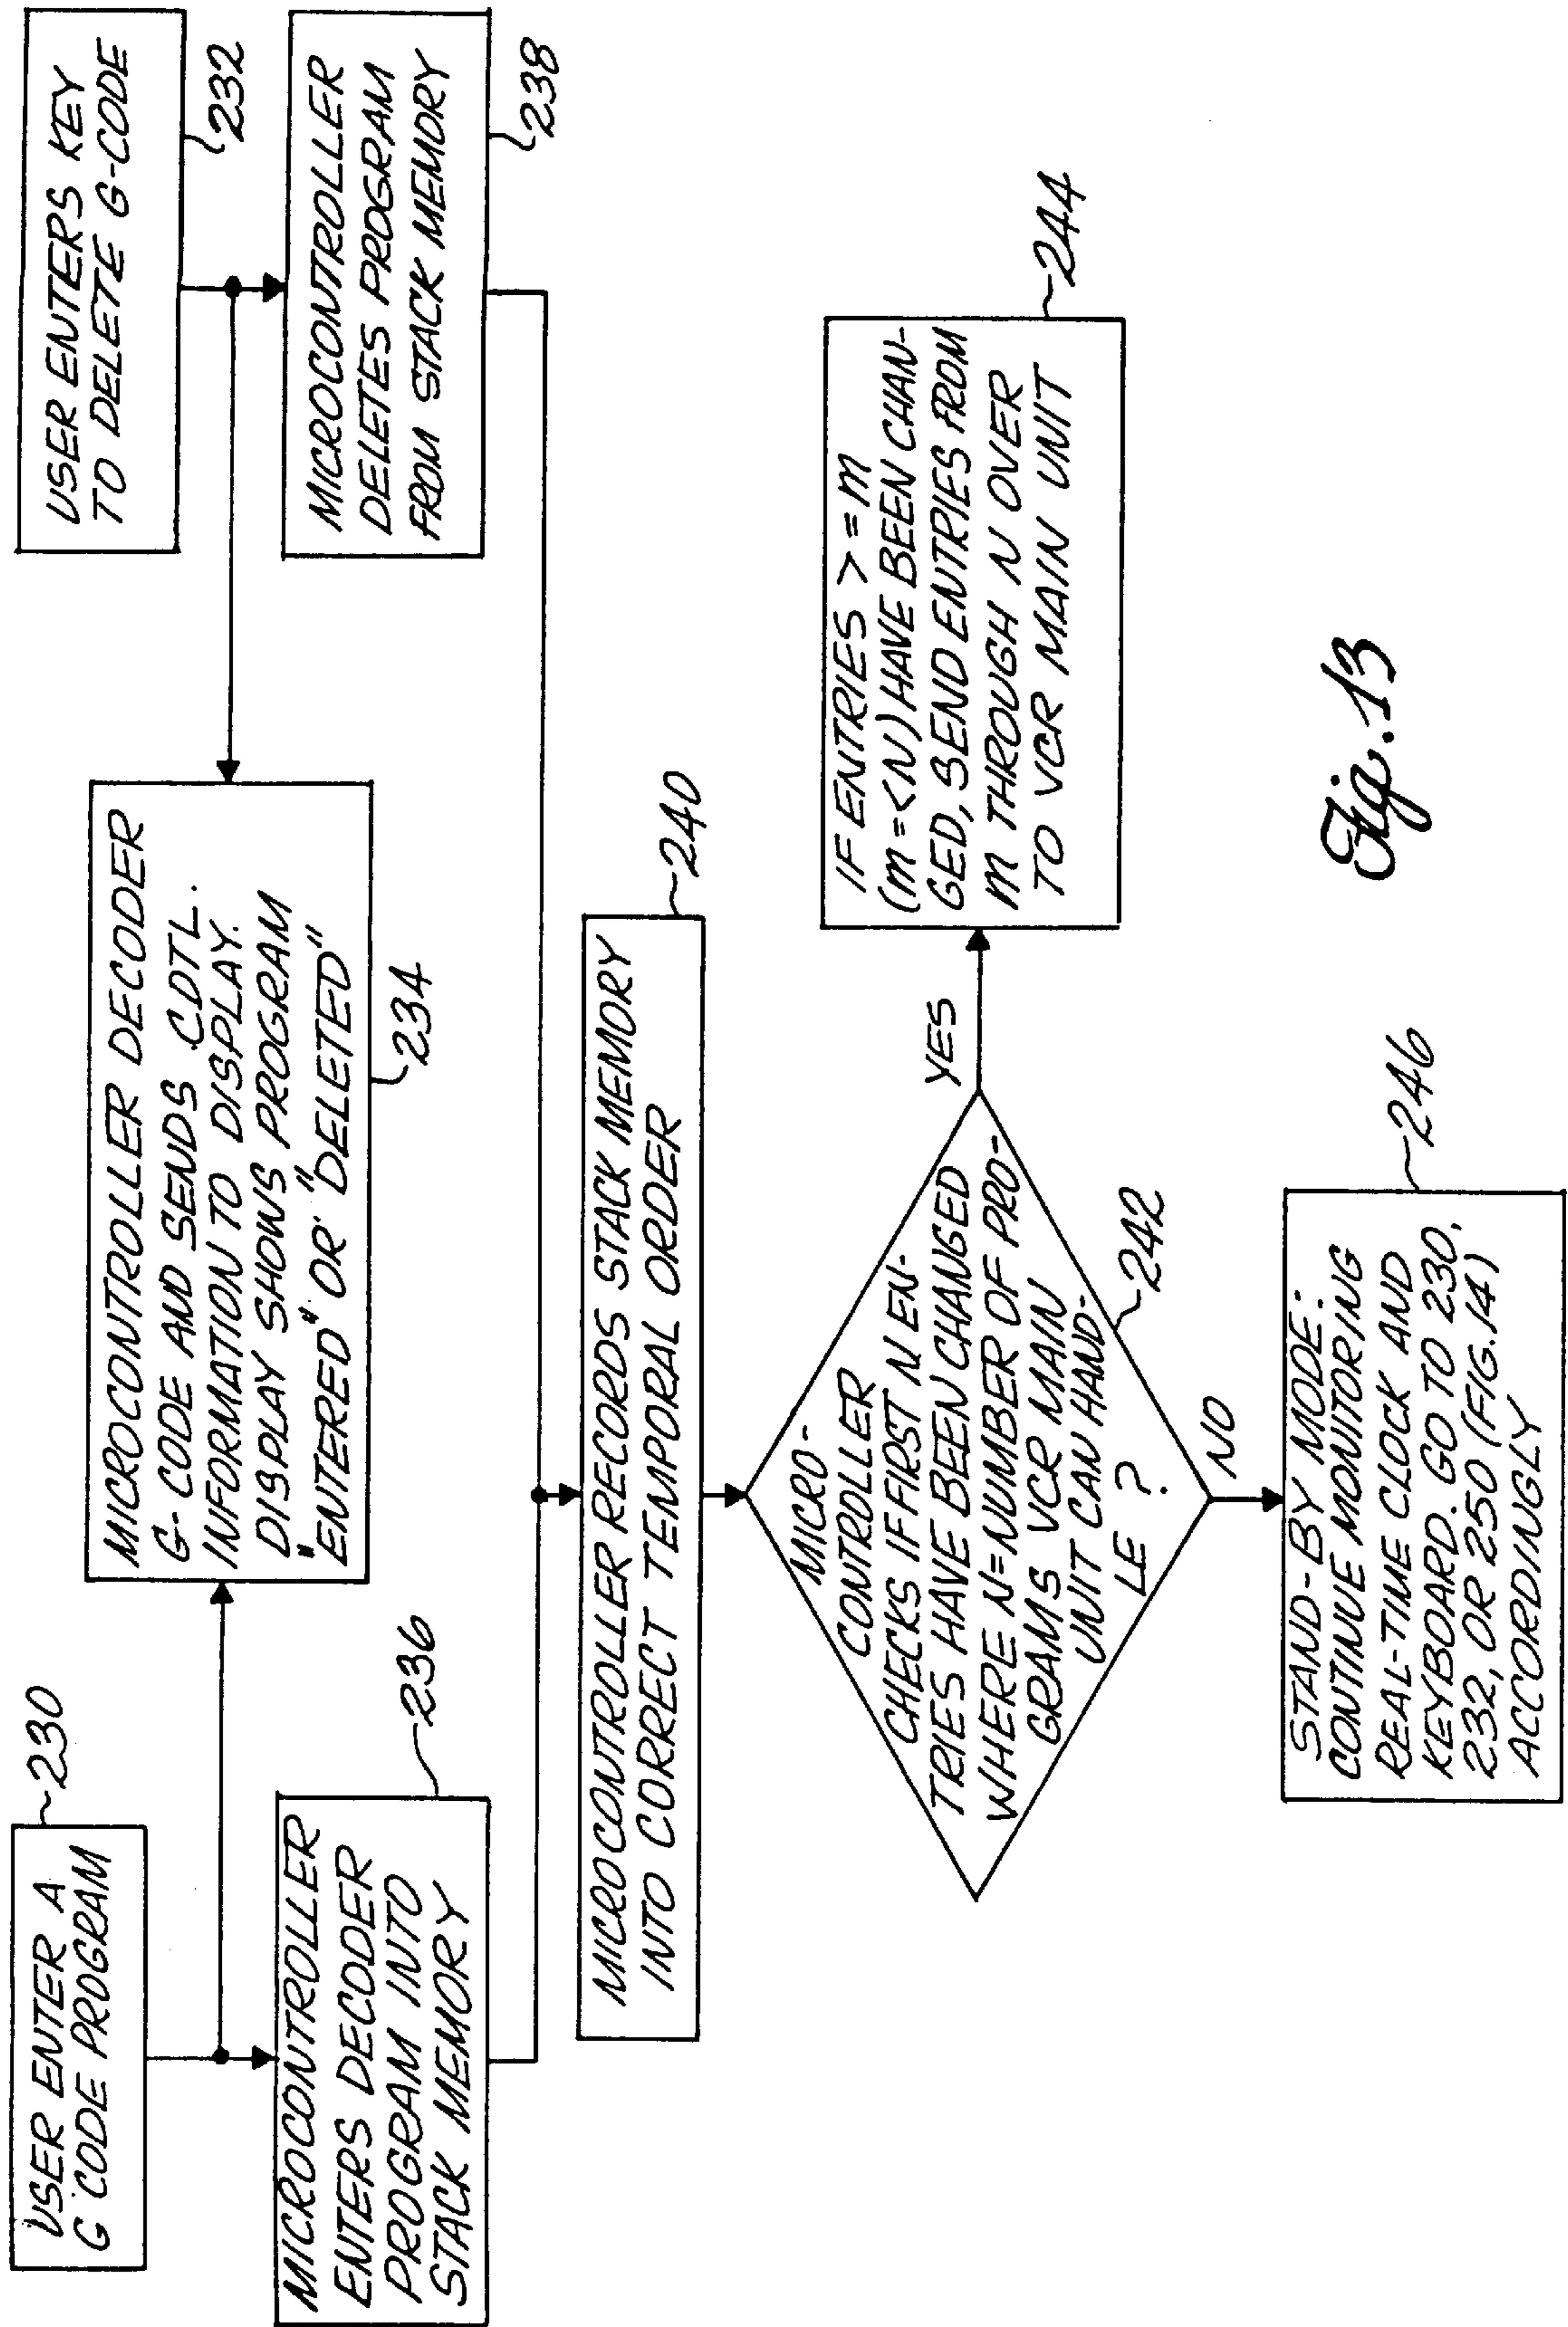 USER ENTER A
G CODE PROGRAM
230
MICROCONTROLLER DECODER
G-CODE AND SENDS CDTL.
INFORMATION TO DISPLAY.
DISPLAY SHOWS PROGRAM
"ENTERED" OR "DELETED"
234
USER ENTERS KEY
TO DELETE G-CODE
232
MICROCONTROLLER
ENTERS DECODER
PROGRAM INTO
STACK MEMORY
236
MICROCONTROLLER
DELETES PROGRAM
FROM STACK MEMORY
238
MICROCONTROLLER RECORDS STACK MEMORY
INTO CORRECT TEMPORAL ORDER
240
MICRO-
CONTROLLER
CHECKS IF FIRST N EN-
TRIES HAVE BEEN CHANGED
WHERE N=NUMBER OF PRO-
GRAMS VCR MAIN
UNIT CAN HAND-
LE ?
242
YES
IF ENTRIES >=M
(M=<N) HAVE BEEN CHAN-
GED, SEND ENTRIES FROM
M THROUGH N OVER
TO VCR MAIN UNIT
244
NO
STAND-BY MODE:
CONTINUE MONITORING
REAL-TIME CLOCK AND
KEYBOARD. GO TO 230,
232, OR 250 (FIG.14)
ACCORDINGLY
246
Fig.13